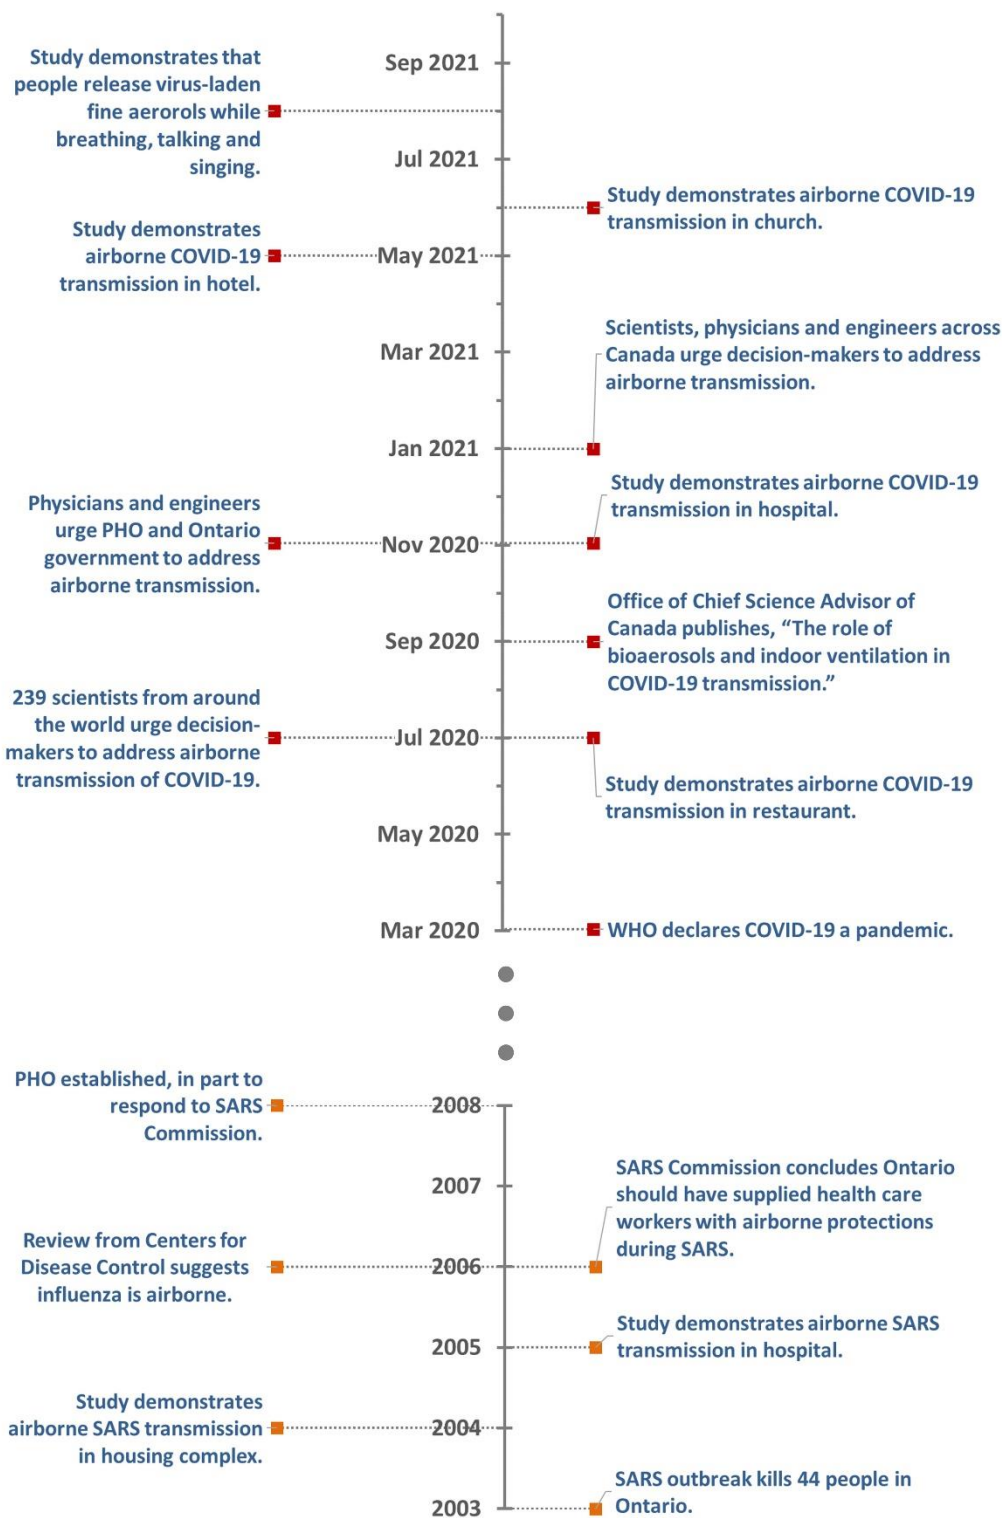 Sep 2021
Study demonstrates that
people release virus-laden
fine aerorols while
breathing, talking and
singing.
Jul 2021
Study demonstrates airborne COVID-19
transmission in church.
Study demonstrates
airborne COVID-19
transmission in hotel.
May 2021
Scientists, physicians and engineers across
Canada urge decision-makers to address
airborne transmission.
Mar 2021
Jan 2021
Study demonstrates airborne COVID-19
transmission in hospital.
Physicians and engineers
urge PHO and Ontario
government to address
airborne transmission.
Nov 2020
Office of Chief Science Advisor of
Canada publishes, “The role of
bioaerosols and indoor ventilation in
COVID-19 transmission.”
Sep 2020
239 scientists from around
the world urge decision-
makers to address airborne
transmission of COVID-19.
Jul 2020
Study demonstrates airborne COVID-19
transmission in restaurant.
May 2020
Mar 2020
WHO declares COVID-19 a pandemic.
PHO established, in part to
respond to SARS
Commission.
2008
2007
SARS Commission concludes Ontario
should have supplied health care
workers with airborne protections
during SARS.
Review from Centers for
Disease Control suggests
influenza is airborne.
2006
Study demonstrates airborne SARS
transmission in hospital.
2005
Study demonstrates
airborne SARS transmission
in housing complex.
2004
SARS outbreak kills 44 people in
Ontario.
2003